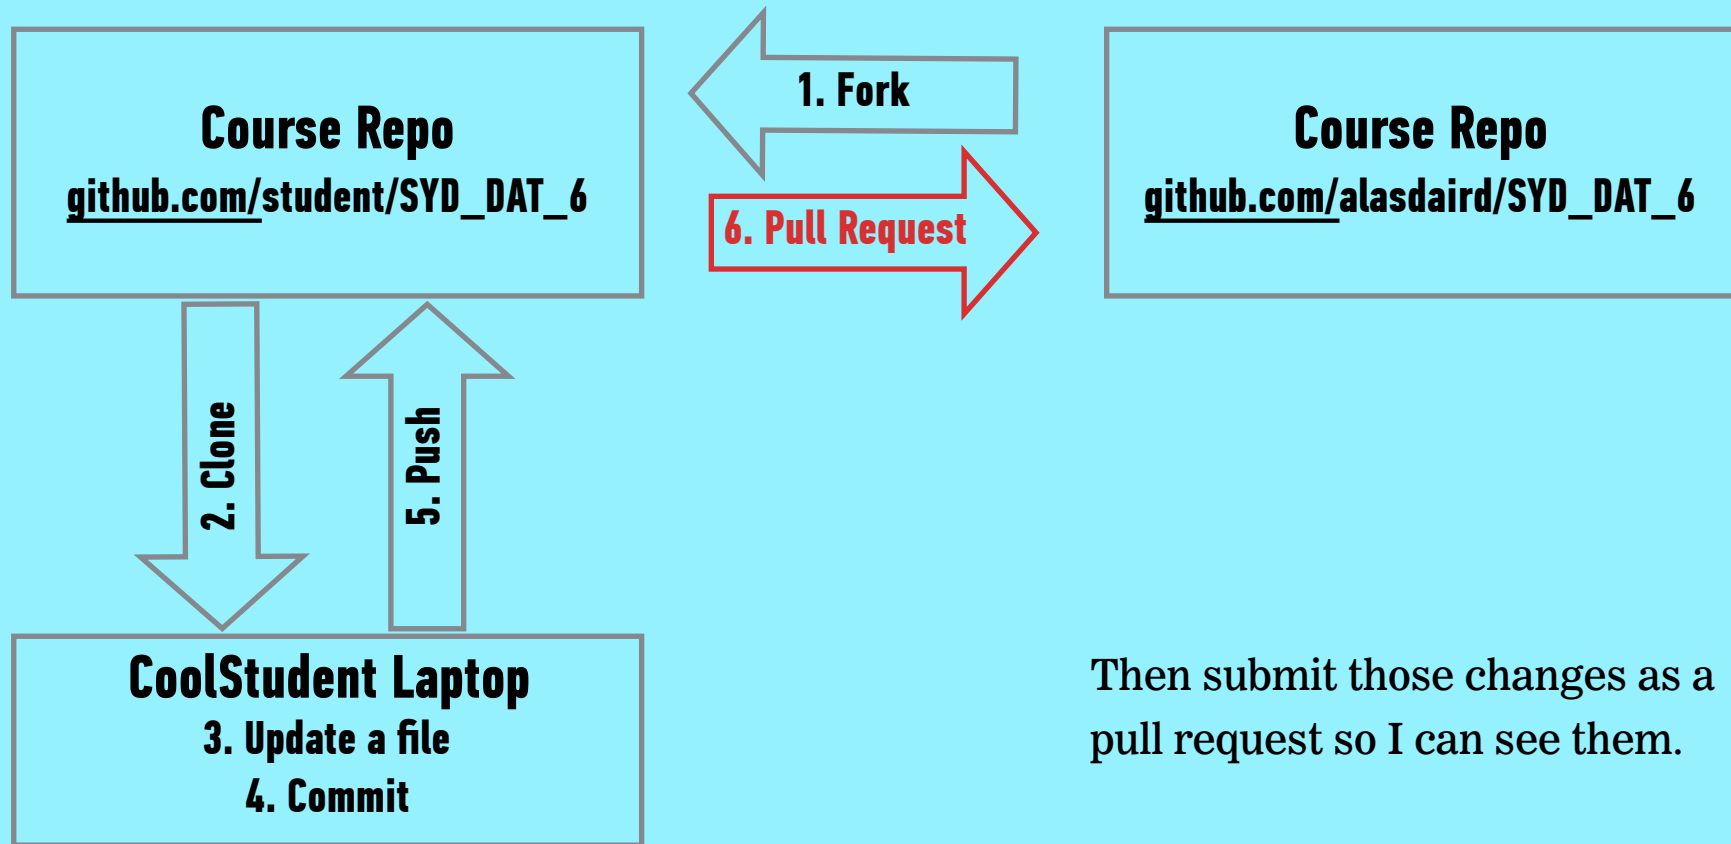 Course Repo
github.com/student/SYD_DAT_6
1. Fork
6. Pull Request
Course Repo
github.com/alasdaird/SYD_DAT_6
2. Clone
5. Push
CoolStudent Laptop
3. Update a file
4. Commit
Then submit those changes as a
pull request so I can see them.